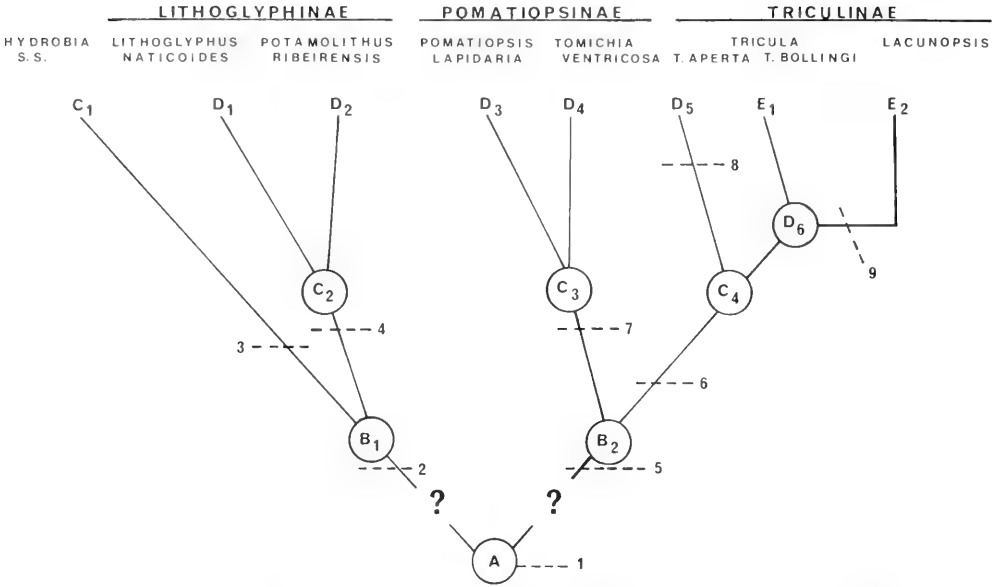 LITHOGLYPHINAE POMATIOPSINAE TRICULINAE
HYDROBIA LITHOGLYPHUS POTAMOLITHUS POMATIOPSIS TOMICHIA TRICULA LACUNOPSIS
S.S. NATICOIDES RIBEIRENSIS LAPIDARIA VENTRICOSA T. APERTA T. BOLLINGI
C1 D1 D2 D3 D4 D5 E1 E2
8
D6
9
C2 C3 C4
4 7
3
6
B1 B2
2 5
? ?
A 1